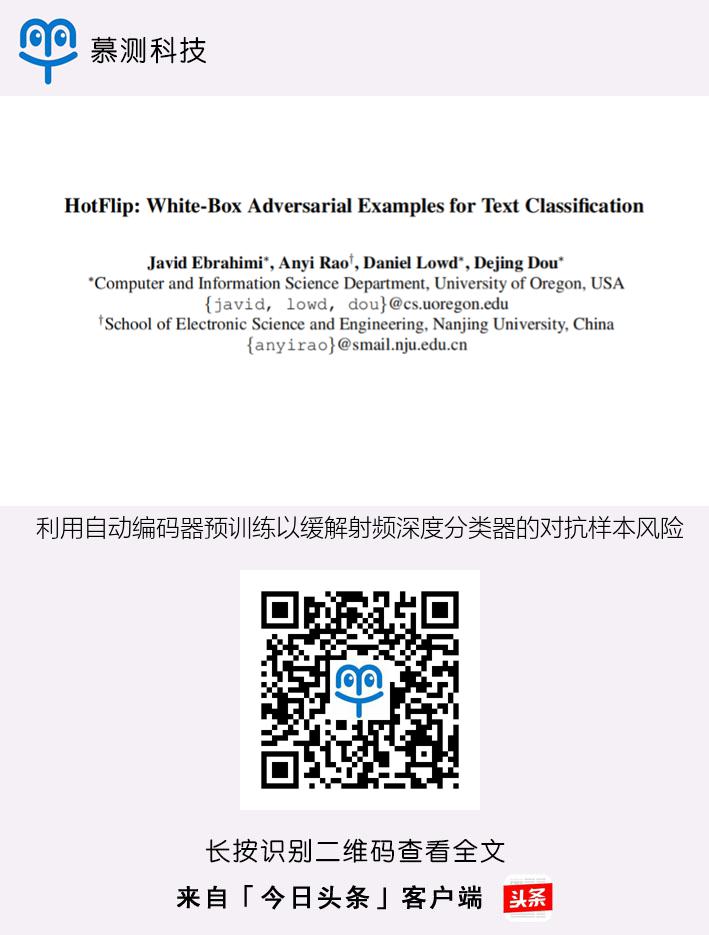 慕测科技
HotFlip: White-Box Adversarial Examples for Text Classification
Javid Ebrahimi*, Anyi Rao†, Daniel Lowd*, Dejing Dou*
*Computer and Information Science Department, University of Oregon, USA
{javid, lowd, dou}@cs.uoregon.edu
†School of Electronic Science and Engineering, Nanjing University, China
{anyirao}@smail.nju.edu.cn
利用自动编码器预训练以缓解射频深度分类器的对抗样本风险
长按识别二维码查看全文
来自「今日头条」客户端
头条